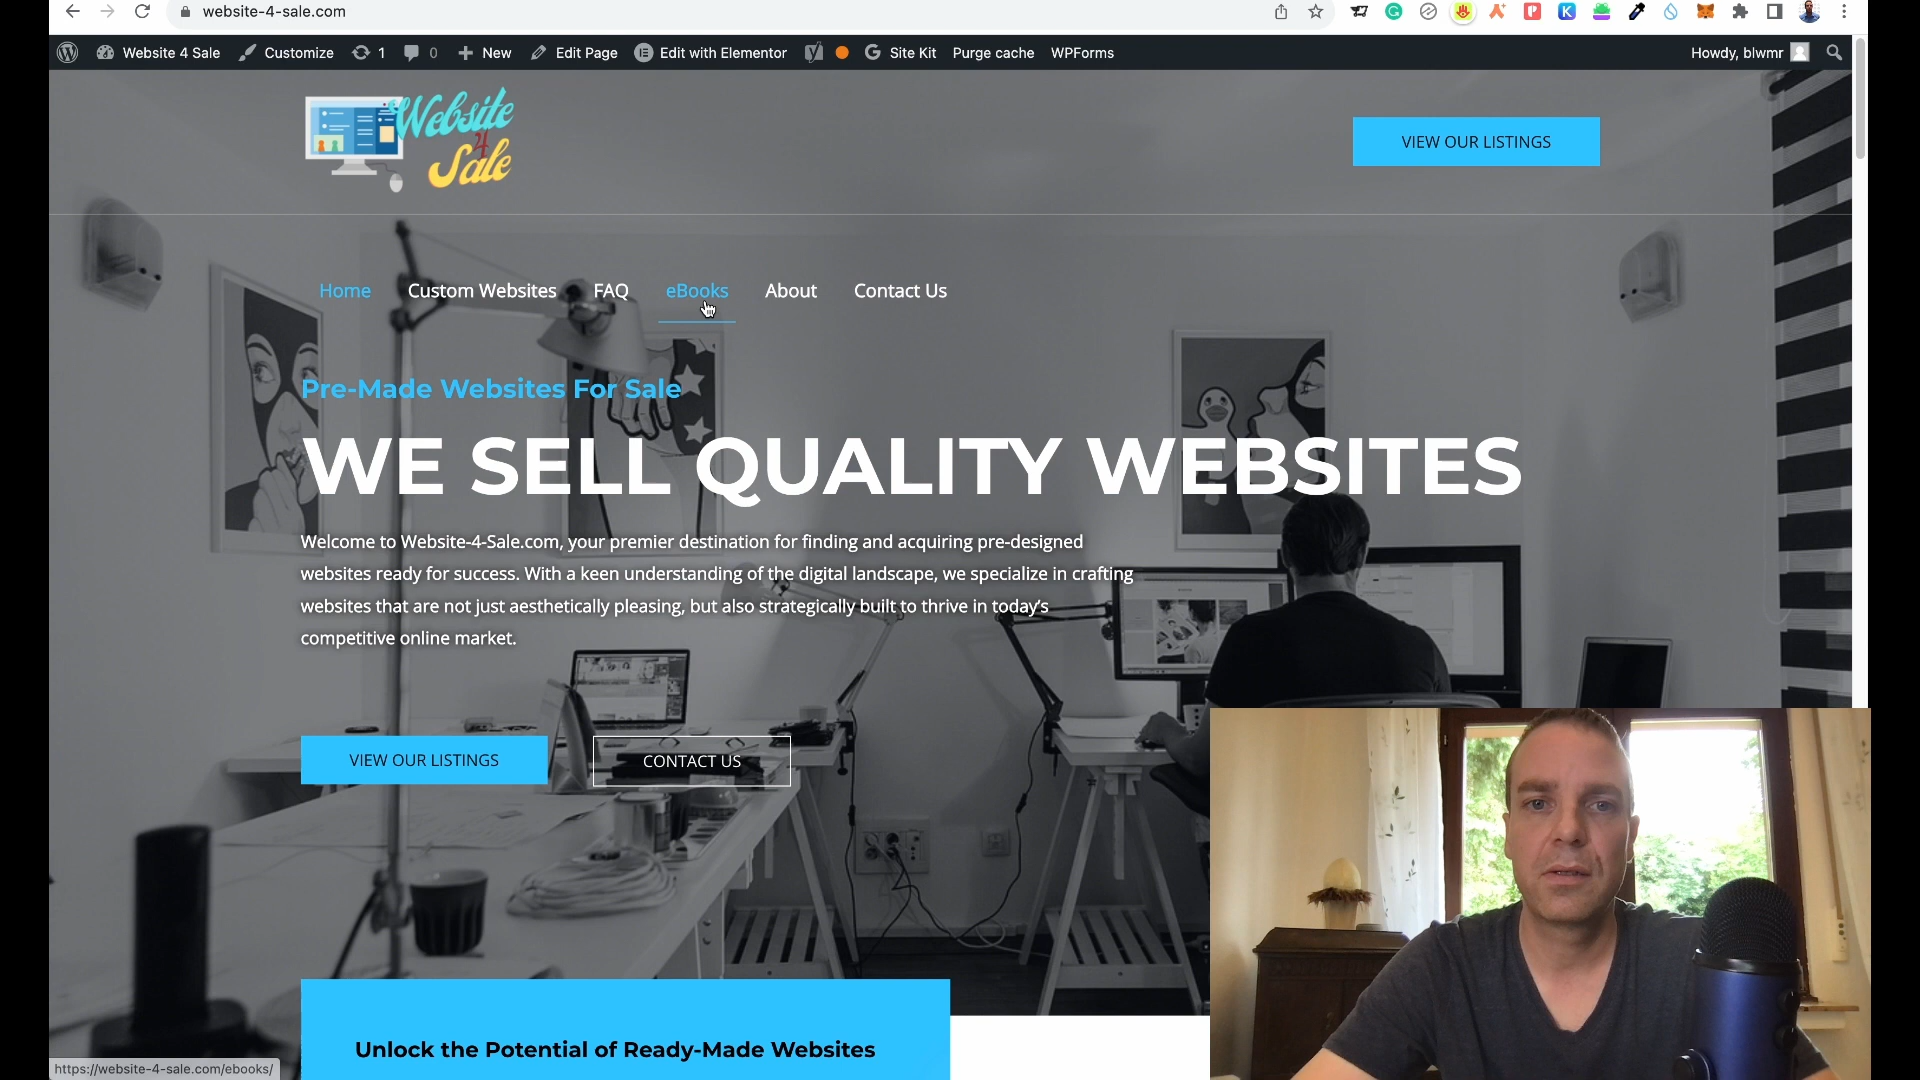 website-4-sale.com
Website 4 Sale Customize 1 0 New Edit Page Edit with Elementor Site Kit Purge cache WPForms Howdy, blwmr
Website
4
Sale
VIEW OUR LISTINGS
Home Custom Websites FAQ eBooks About Contact Us
Pre-Made Websites For Sale
WE SELL QUALITY WEBSITES
Welcome to Website-4-Sale.com, your premier destination for finding and acquiring pre-designed
websites ready for success. With a keen understanding of the digital landscape, we specialize in crafting
websites that are not just aesthetically pleasing, but also strategically built to thrive in today's
competitive online market.
VIEW OUR LISTINGS CONTACT US
Unlock the Potential of Ready-Made Websites
https://website-4-sale.com/ebooks/